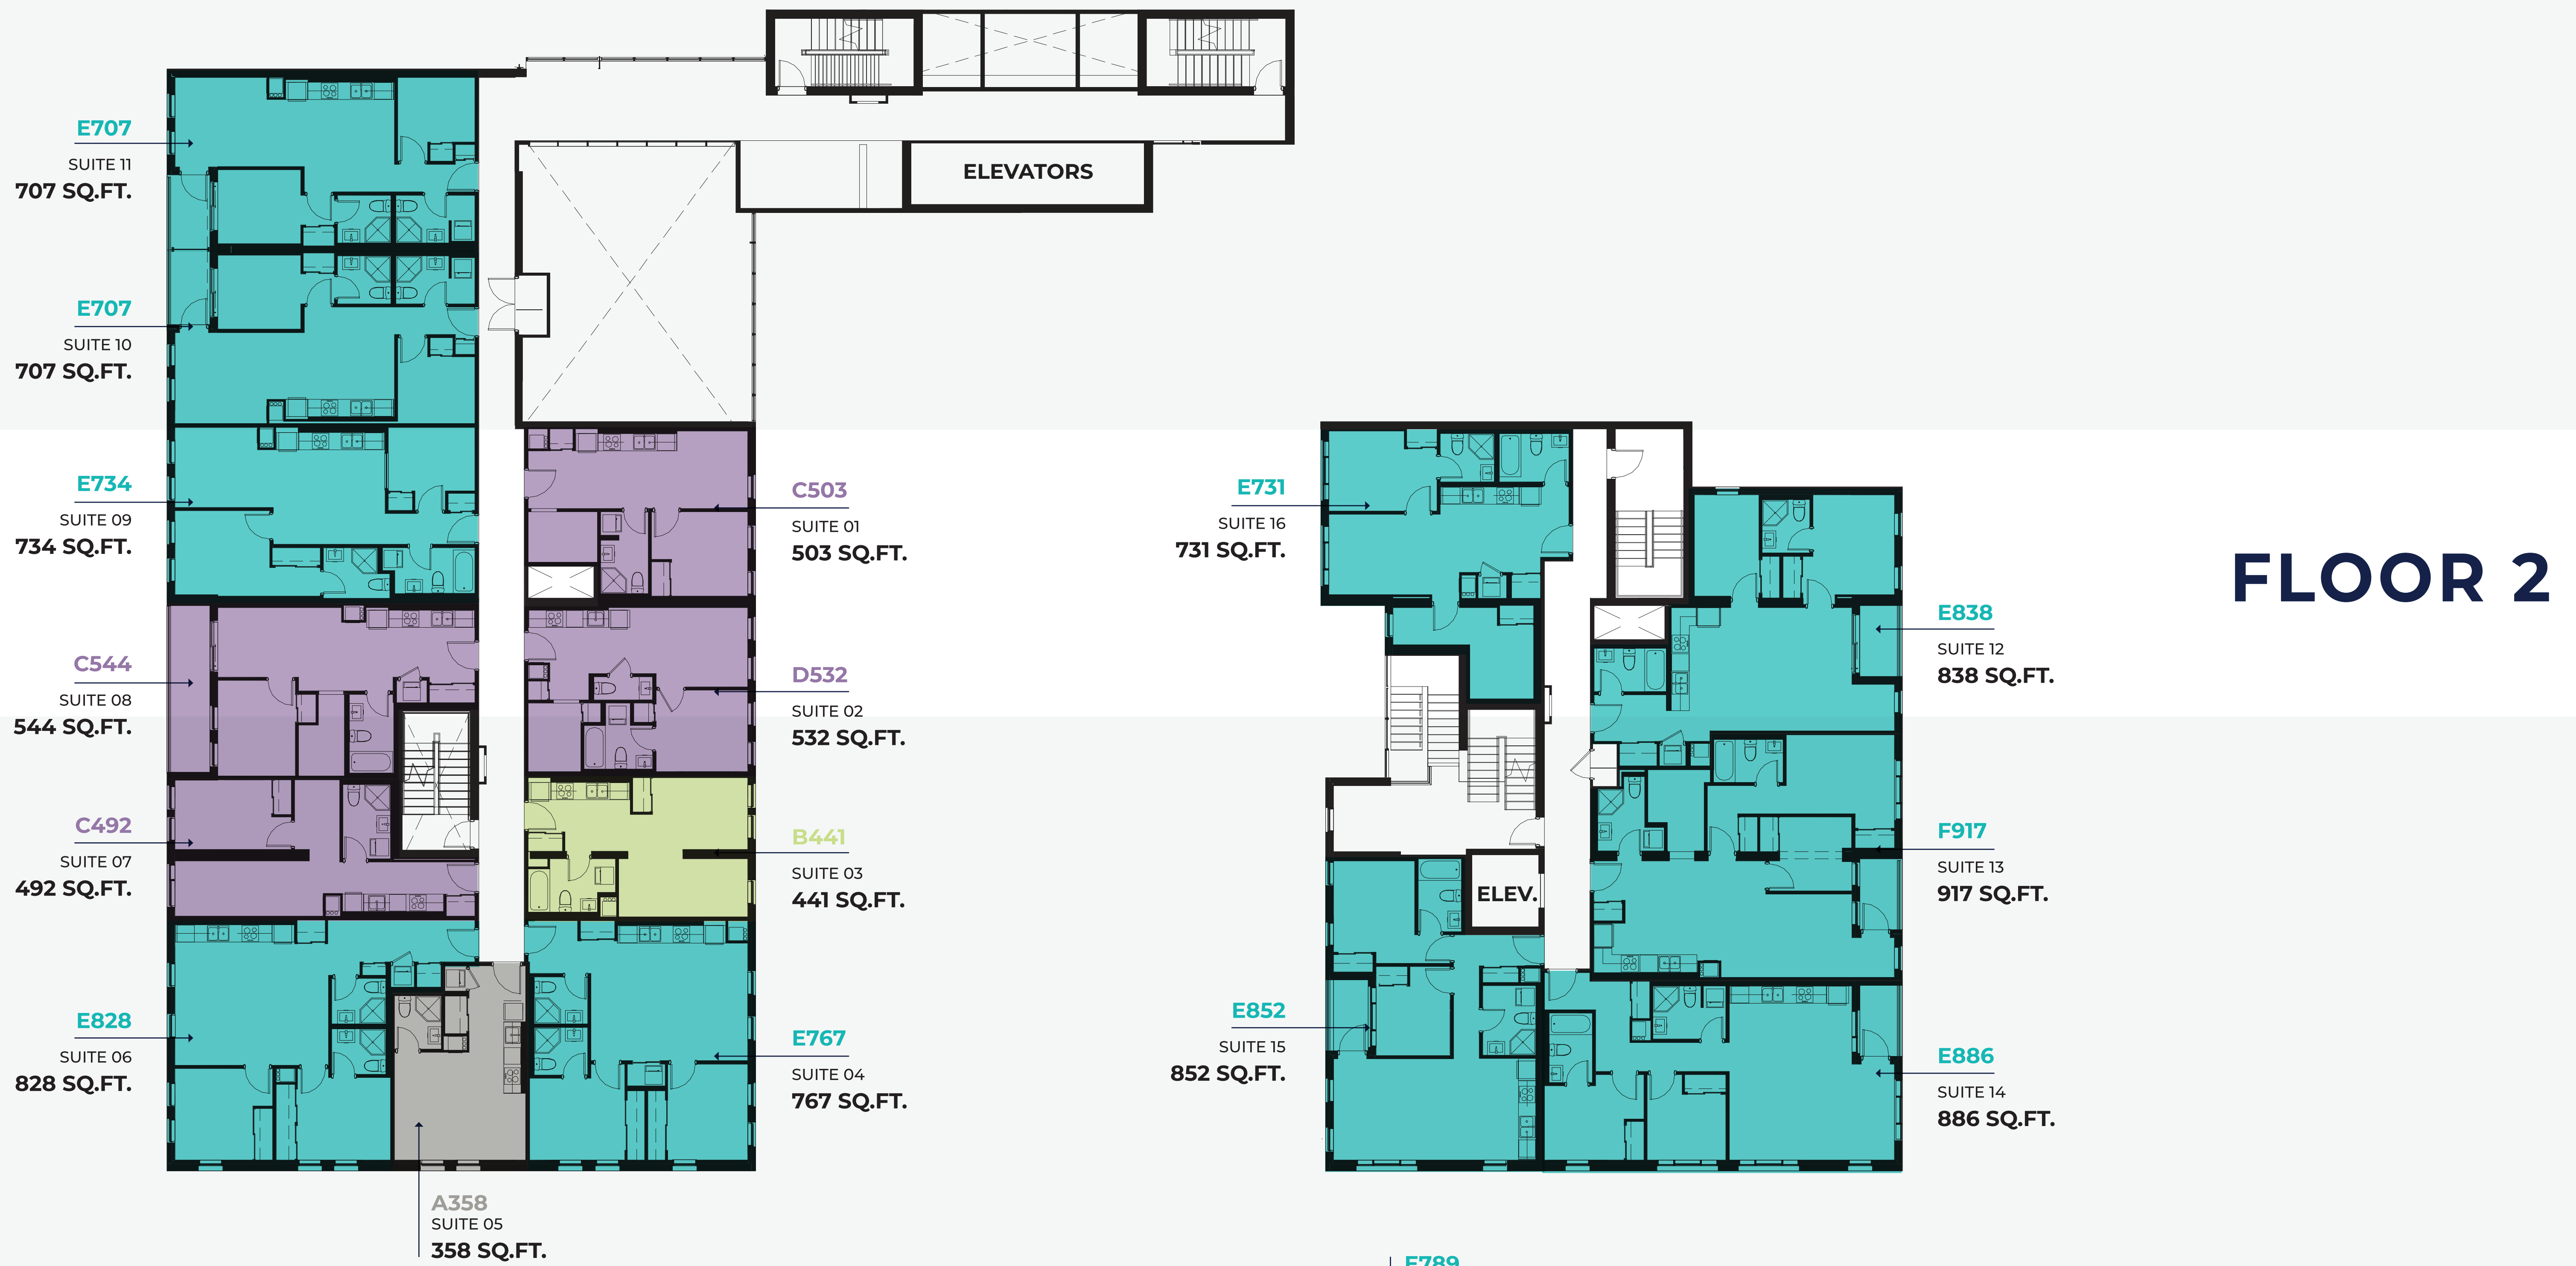 ELEVATORS
E707
SUITE 11
707 SQ.FT.
E707
SUITE 10
707 SQ.FT.
E734
SUITE 09
734 SQ.FT.
C544
SUITE 08
544 SQ.FT.
C492
SUITE 07
492 SQ.FT.
E828
SUITE 06
828 SQ.FT.
C503
SUITE 01
503 SQ.FT.
D532
SUITE 02
532 SQ.FT.
B441
SUITE 03
441 SQ.FT.
E767
SUITE 04
767 SQ.FT.
A358
SUITE 05
358 SQ.FT.
E731
SUITE 16
731 SQ.FT.
ELEV.
E852
SUITE 15
852 SQ.FT.
E838
SUITE 12
838 SQ.FT.
F917
SUITE 13
917 SQ.FT.
E886
SUITE 14
886 SQ.FT.
FLOOR 2
E789